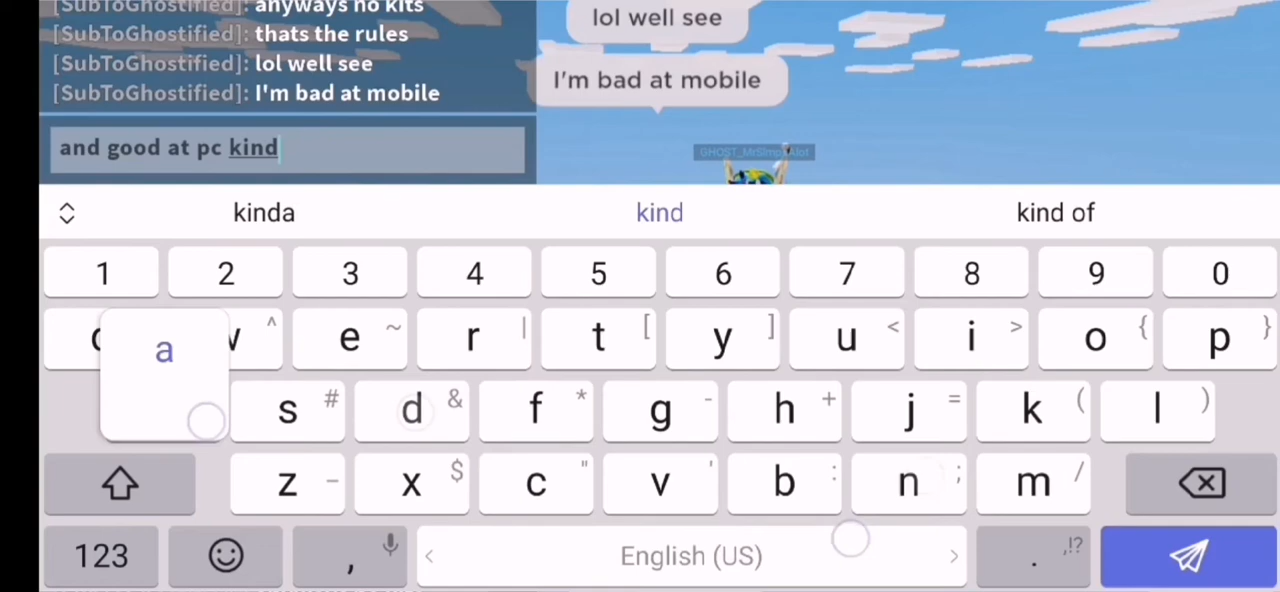 [SubToGhostified]: anyways no kits
[SubToGhostified]: thats the rules
[SubToGhostified]: lol well see
[SubToGhostified]: I'm bad at mobile
and good at pc kind
lol well see
I'm bad at mobile
kinda kind kind of
1 2 3 4 5 6 7 8 9 0
w ^ e ~ r | t [ y ] u < i > o { p }
a s # d & f * g - h + j = k ( l )
z _ x $ c " v ' b : n ; m /
123 , < English (US) > . ,!?